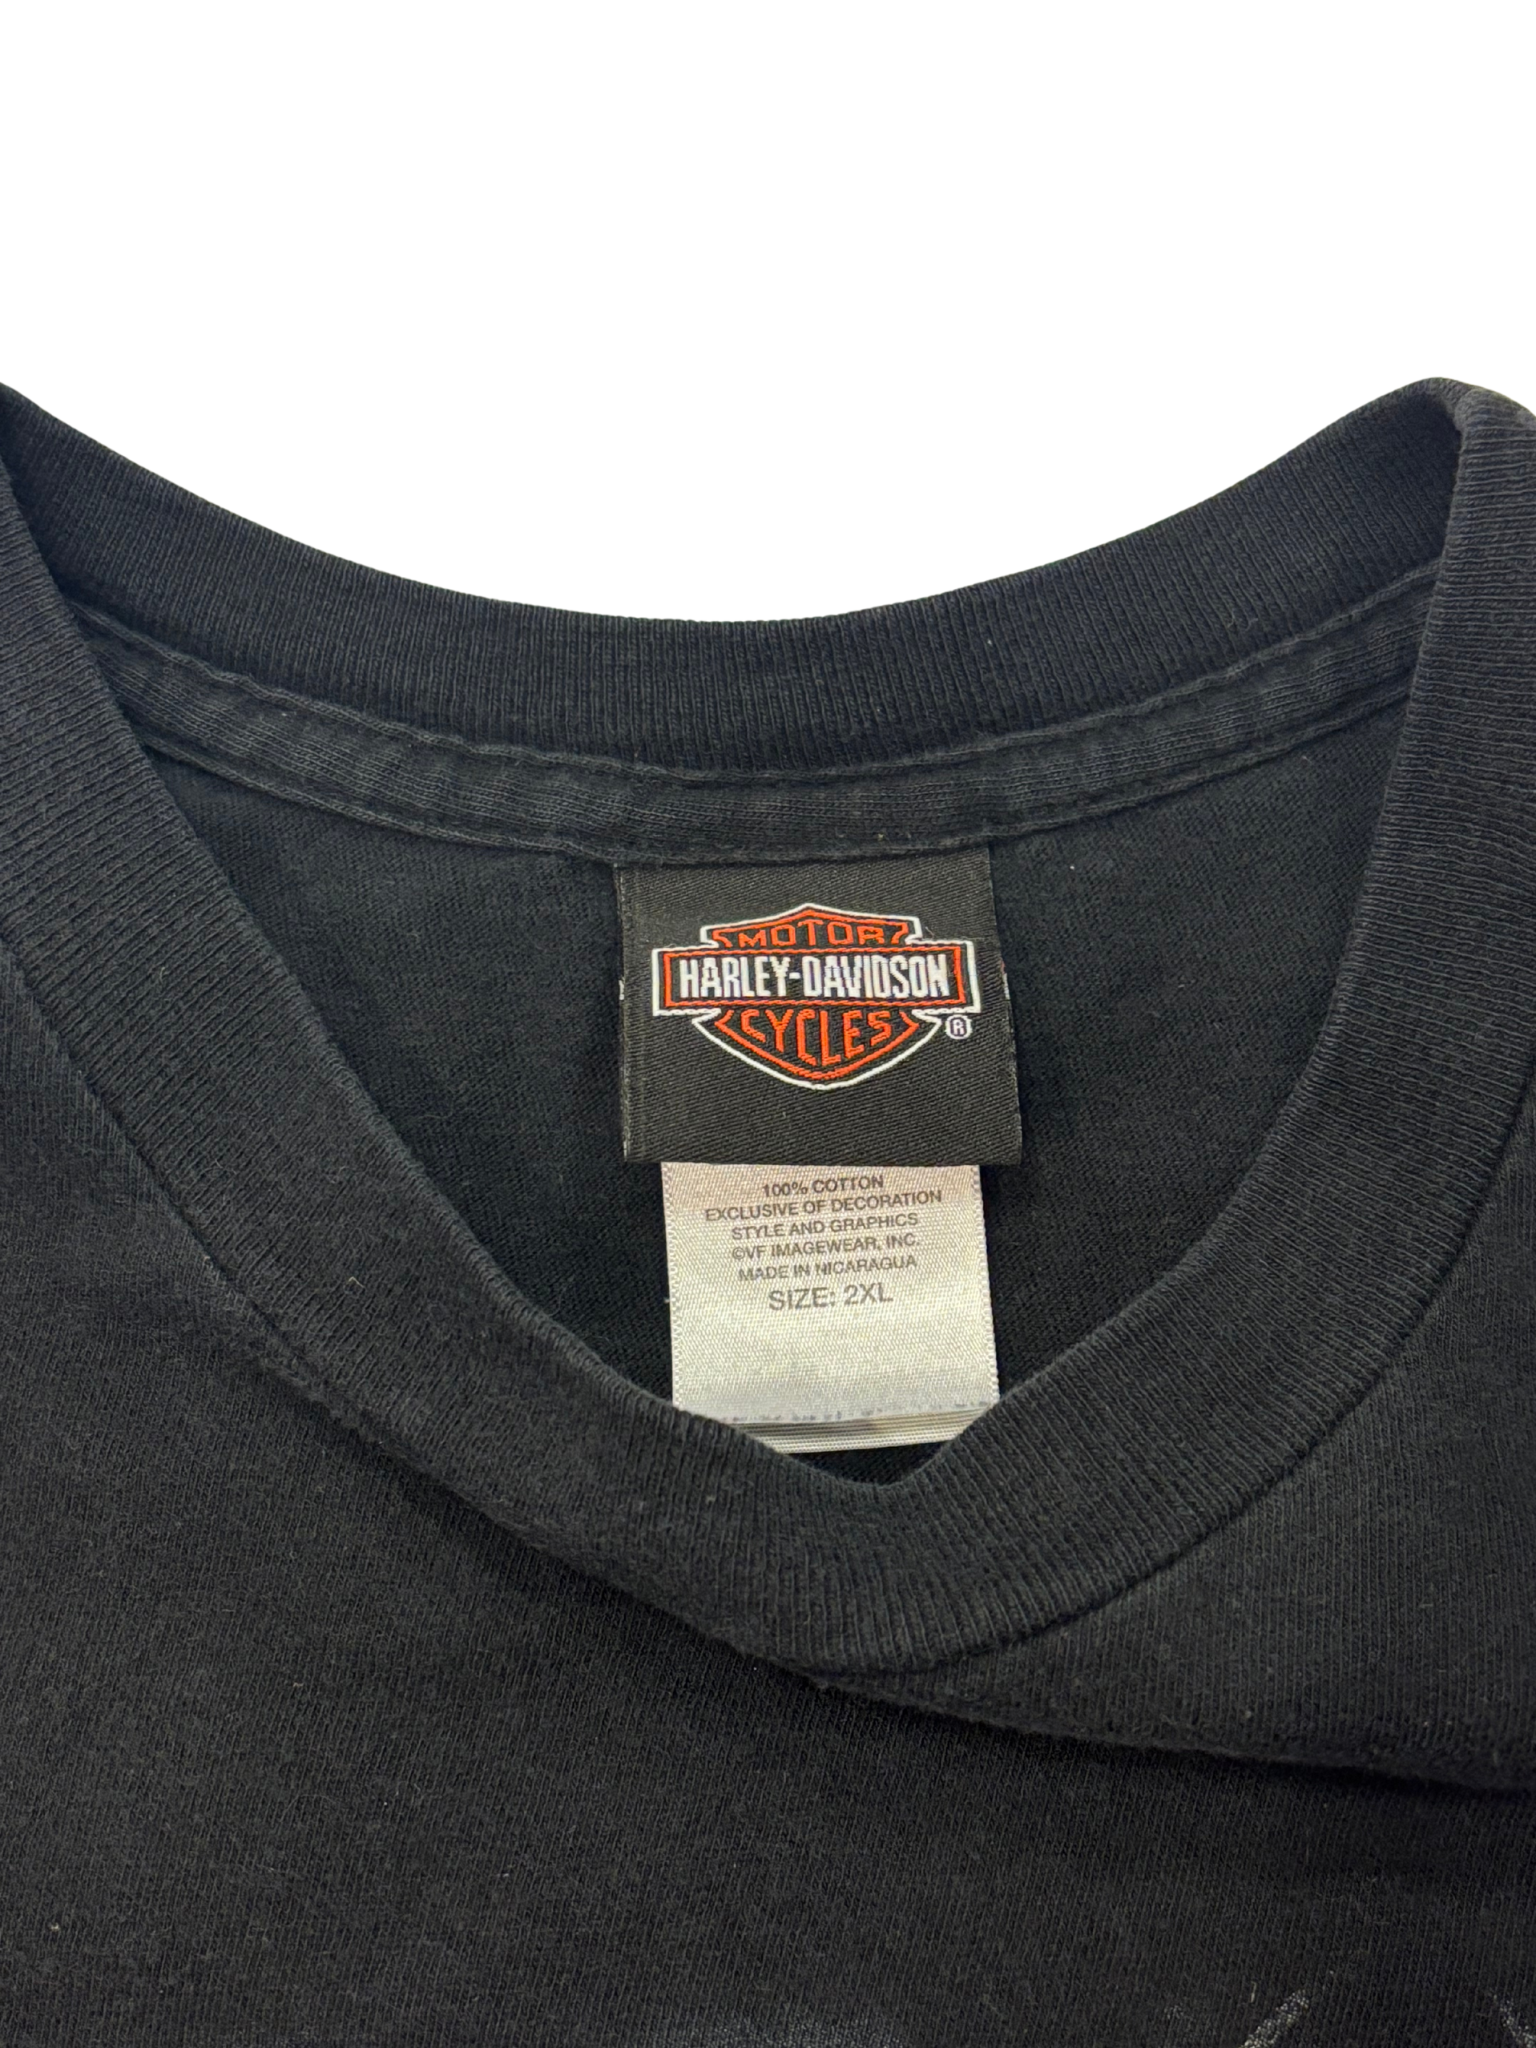 MOTOR
HARLEY-DAVIDSON
CYCLES
®
100% COTTON
EXCLUSIVE OF DECORATION
STYLE AND GRAPHICS
©VF IMAGEWEAR, INC.
MADE IN NICARAGUA
SIZE: 2XL